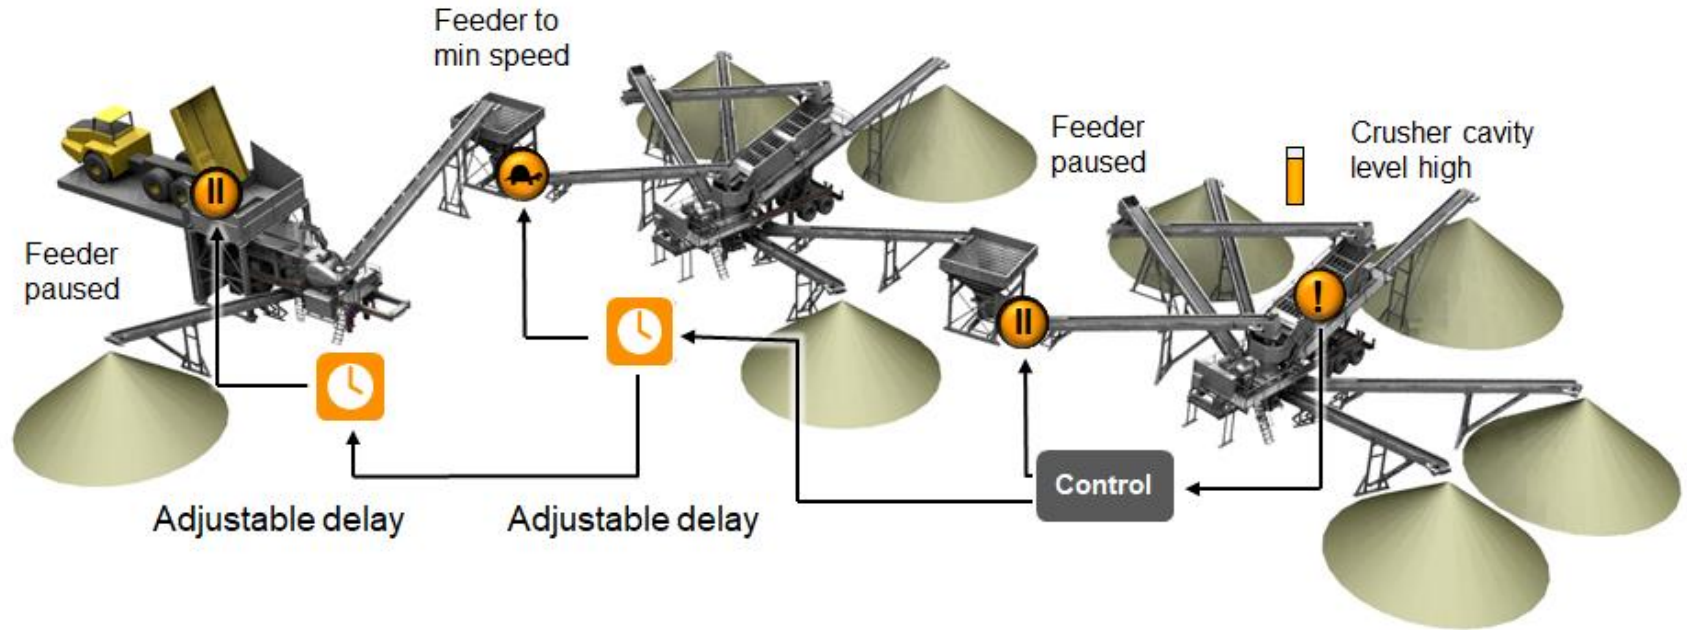 Feeder to
min speed
Feeder
paused
Crusher cavity
level high
Feeder
paused
Control
Adjustable delay
Adjustable delay